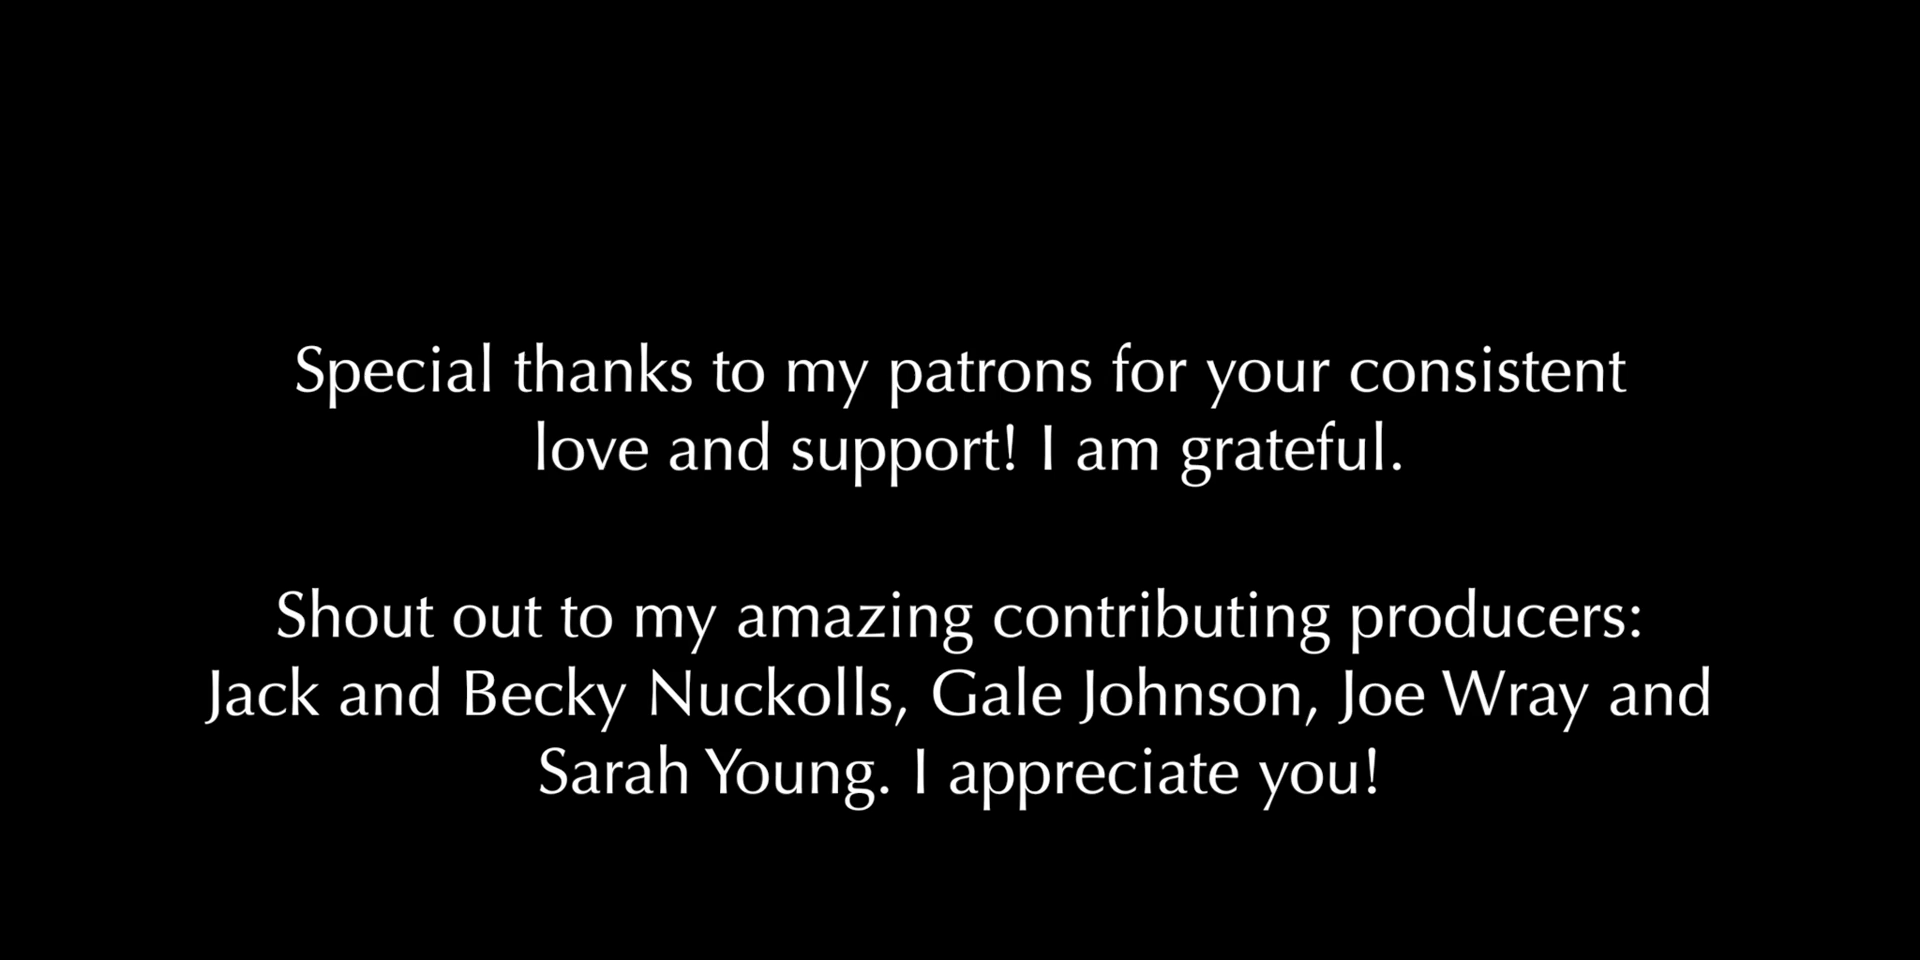 Special thanks to my patrons for your consistent
love and support! I am grateful.
Shout out to my amazing contributing producers:
Jack and Becky Nuckolls, Gale Johnson, Joe Wray and
Sarah Young. I appreciate you!